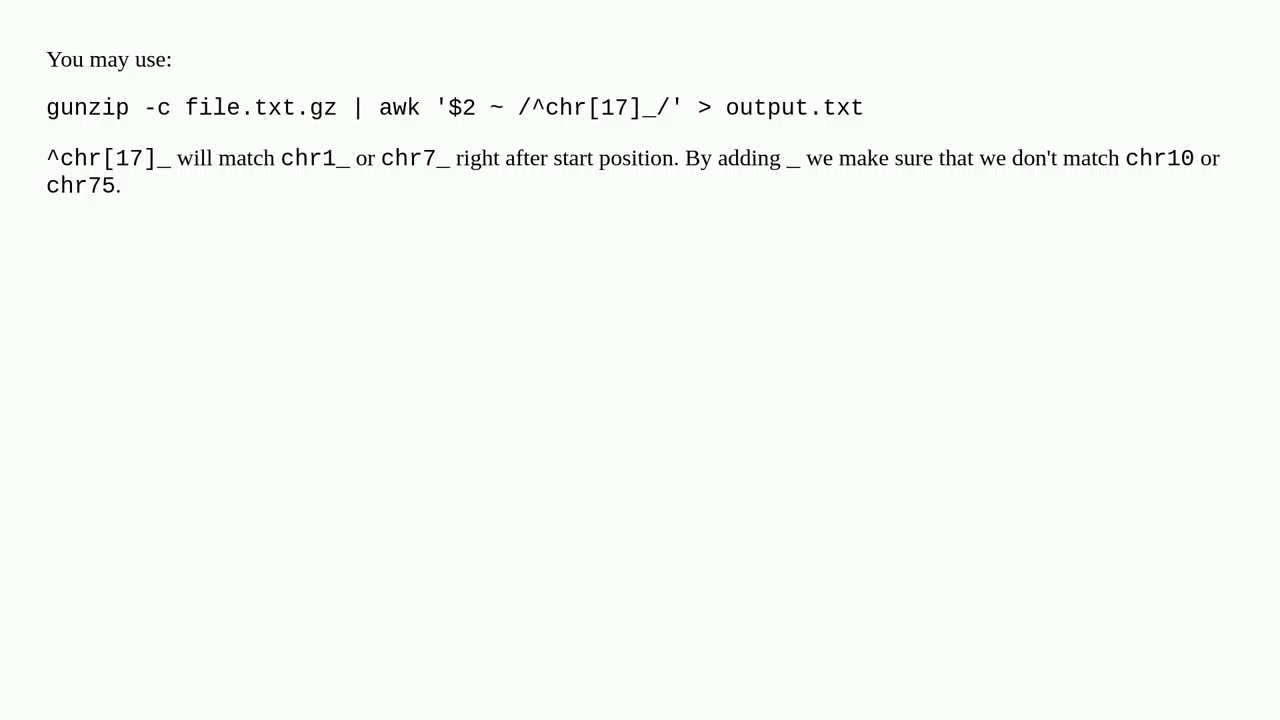 You may use:
gunzip -c file.txt.gz | awk '$2 ~ /^chr[17]_/' > output.txt
^chr[17]_ will match chr1_ or chr7_ right after start position. By adding _ we make sure that we don't match chr10 or
chr75.